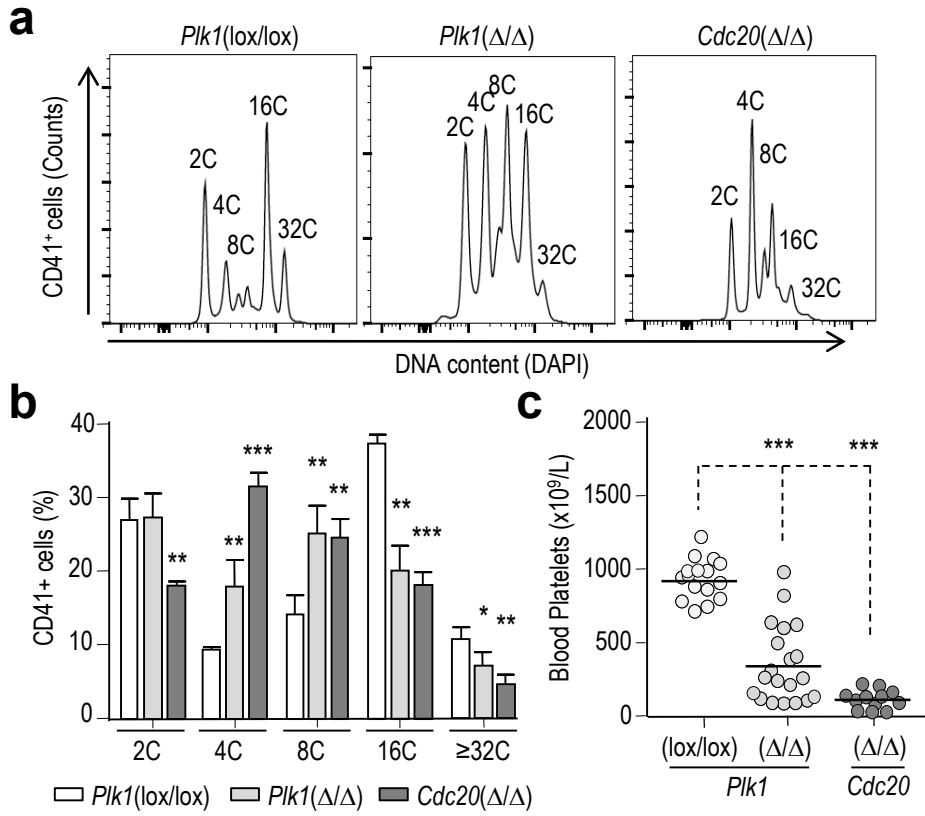 a
Plk1(lox/lox) Plk1(Δ/Δ) Cdc20(Δ/Δ)
CD41+ cells (Counts)
2C 4C 8C 16C 32C
2C 4C 8C 16C 32C
2C 4C 8C 16C 32C
DNA content (DAPI)
b
CD41+ cells (%)
40
30
20
10
0
** ** *** ** ** ** *** * **
2C 4C 8C 16C ≥32C
Plk1(lox/lox) Plk1(Δ/Δ) Cdc20(Δ/Δ)
c
Blood Platelets (x10⁹/L)
2000
1500
1000
500
0
*** ***
(lox/lox) (Δ/Δ) (Δ/Δ)
Plk1 Cdc20